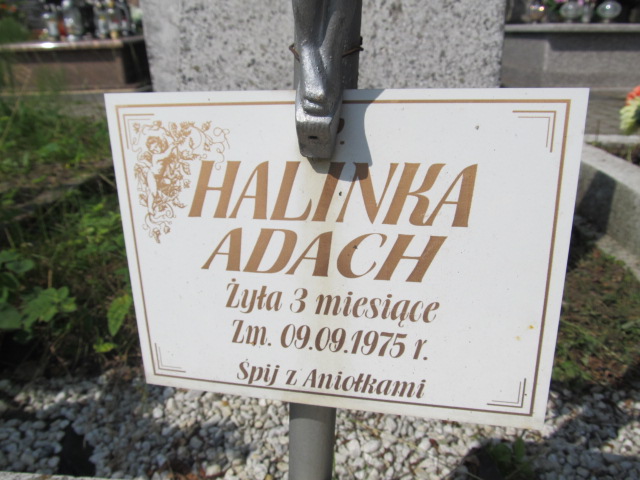 HALINKA
ADACH
Żyła 3 miesiące
Zm. 09.09.1975 r.
Śpij z Aniołkami